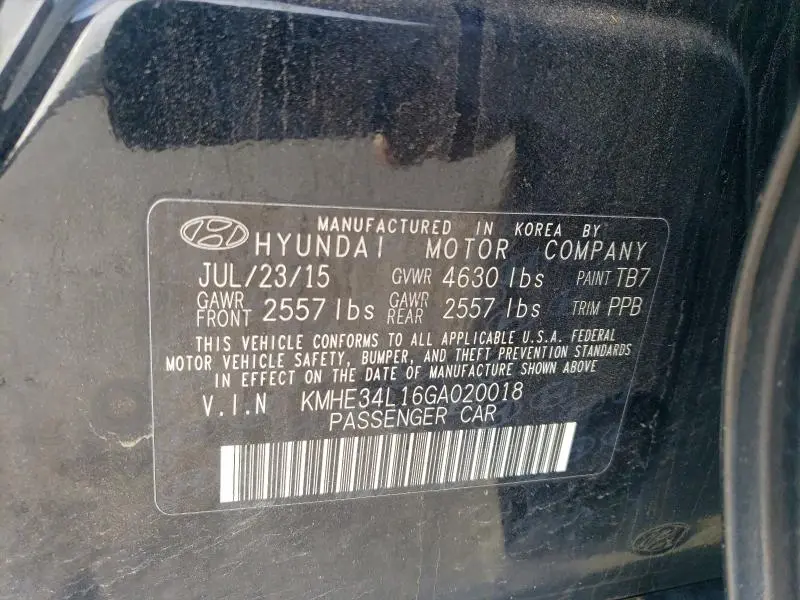 MANUFACTURED IN KOREA BY
HYUNDAI MOTOR COMPANY
JUL/23/15 GVWR 4630 lbs PAINT TB7
GAWR FRONT 2557 lbs GAWR REAR 2557 lbs TRIM PPB
THIS VEHICLE CONFORMS TO ALL APPLICABLE U.S.A. FEDERAL
MOTOR VEHICLE SAFETY, BUMPER, AND THEFT PREVENTION STANDARDS
IN EFFECT ON THE DATE OF MANUFACTURE SHOWN ABOVE
V.I.N KMHE34L16GA020018
PASSENGER CAR